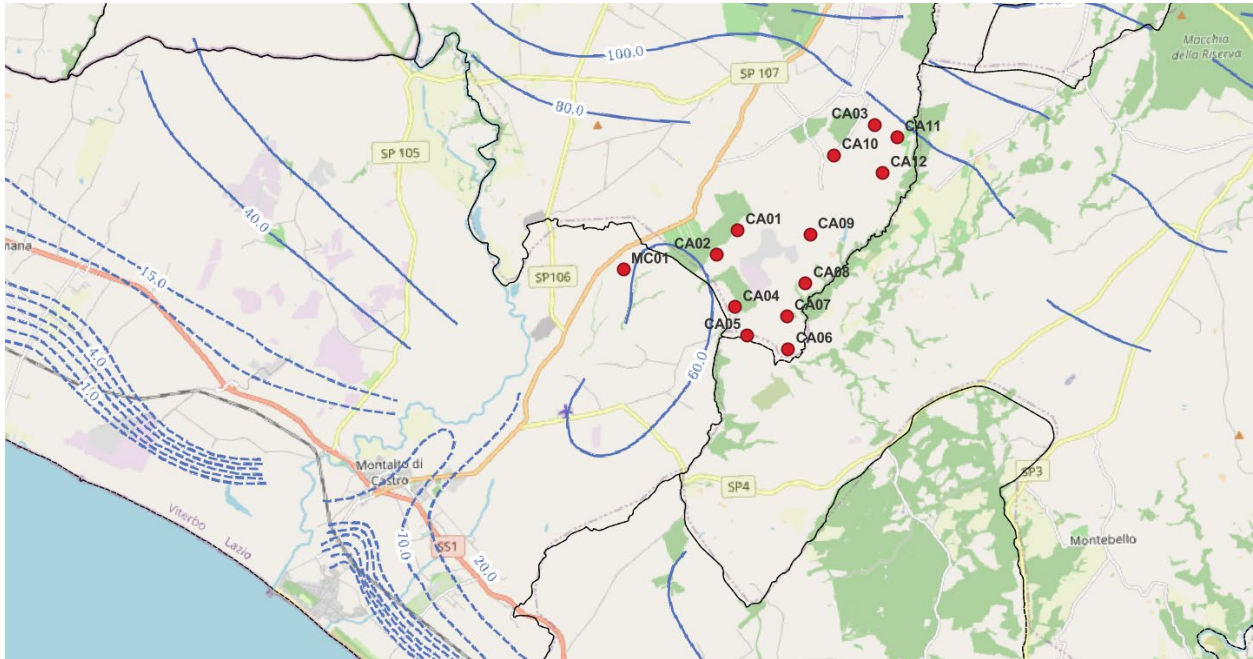 100.0
Macchia
della Riserva
SP 107
80.0
CA03
CA11
SP 105
CA10
CA12
40.0
CA01
CA09
CA02
MC01
15.0
SP106
CA08
CA04
CA07
CA05
CA06
4.0
60.0
1.0
Montalto di
Castro
SP3
SP4
Viterbo
Lazio
10.0
SS1
20.0
Montebello